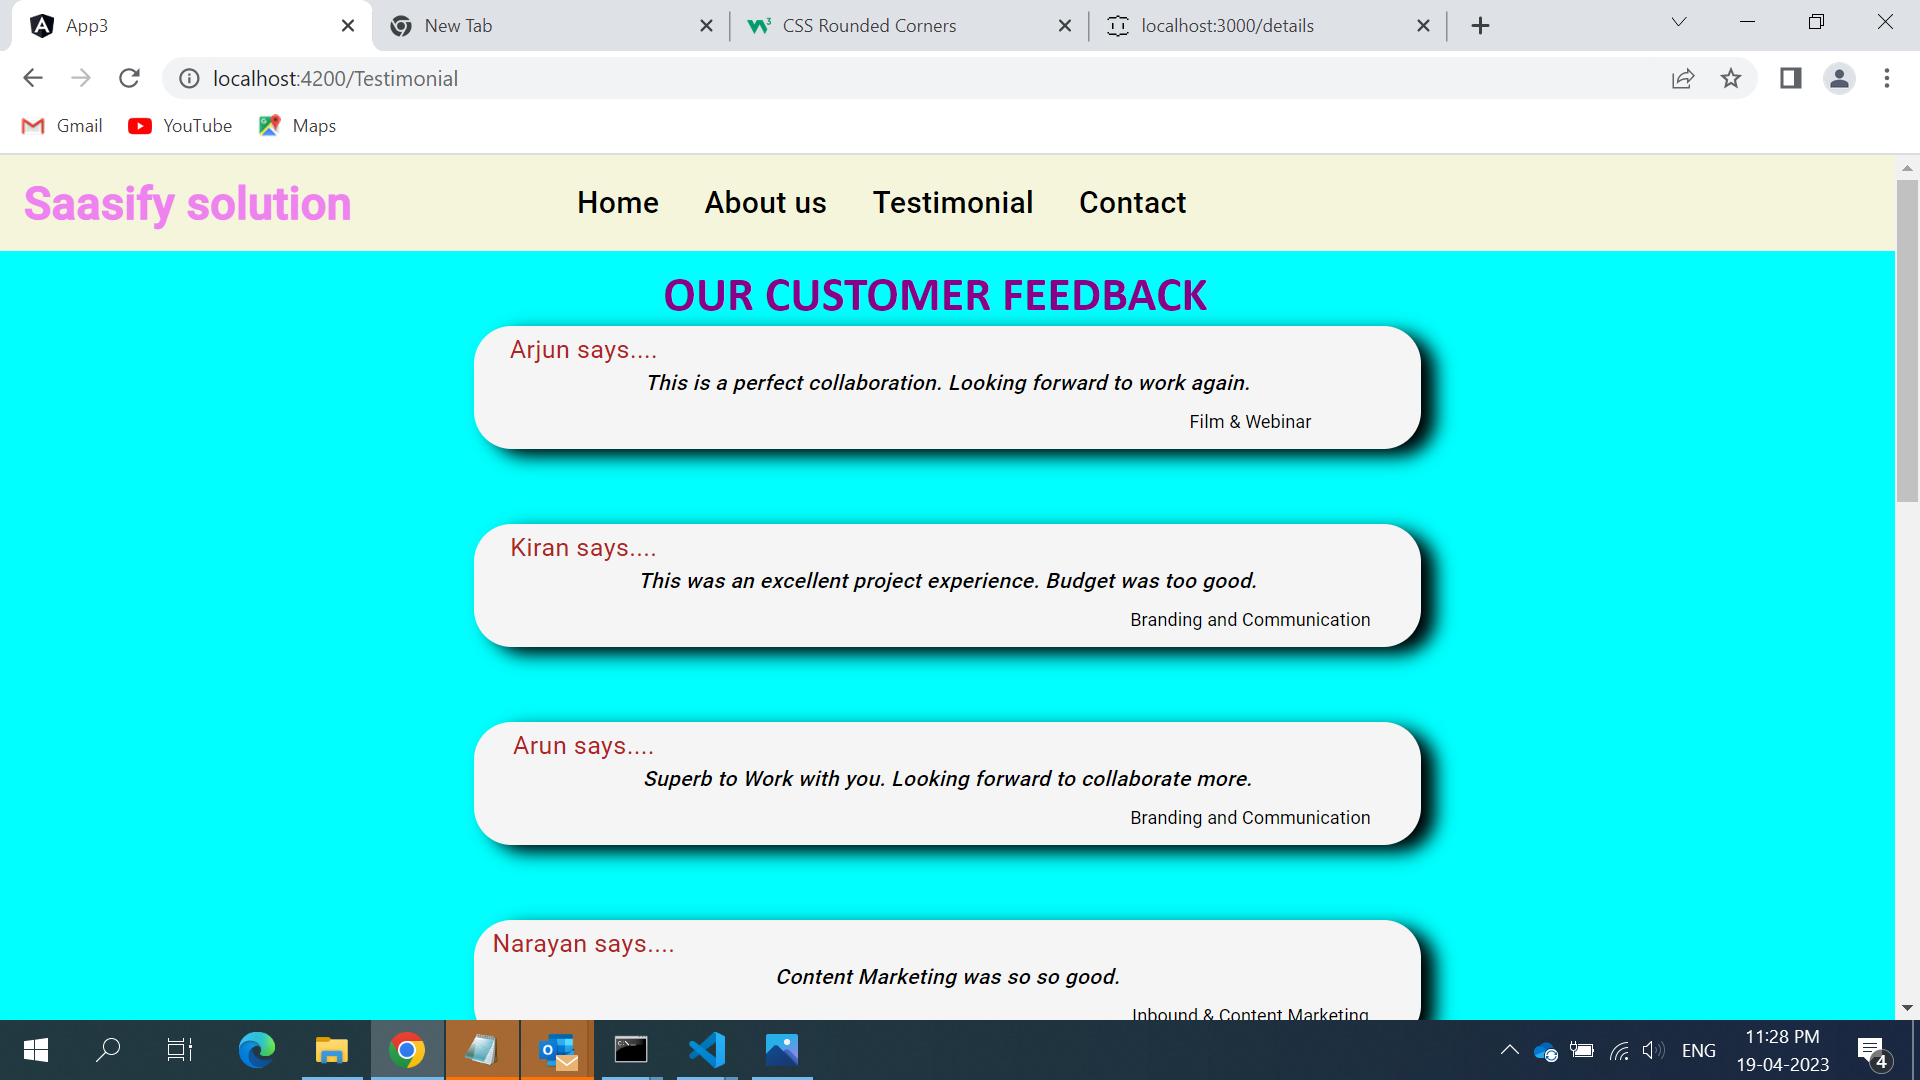 App3
New Tab
CSS Rounded Corners
localhost:3000/details
localhost:4200/Testimonial
Gmail
YouTube
Maps
Saasify solution
Home
About us
Testimonial
Contact
OUR CUSTOMER FEEDBACK
Arjun says....
This is a perfect collaboration. Looking forward to work again.
Film & Webinar
Kiran says....
This was an excellent project experience. Budget was too good.
Branding and Communication
Arun says....
Superb to Work with you. Looking forward to collaborate more.
Branding and Communication
Narayan says....
Content Marketing was so so good.
Inbound & Content Marketing
ENG
11:28 PM
19-04-2023
4